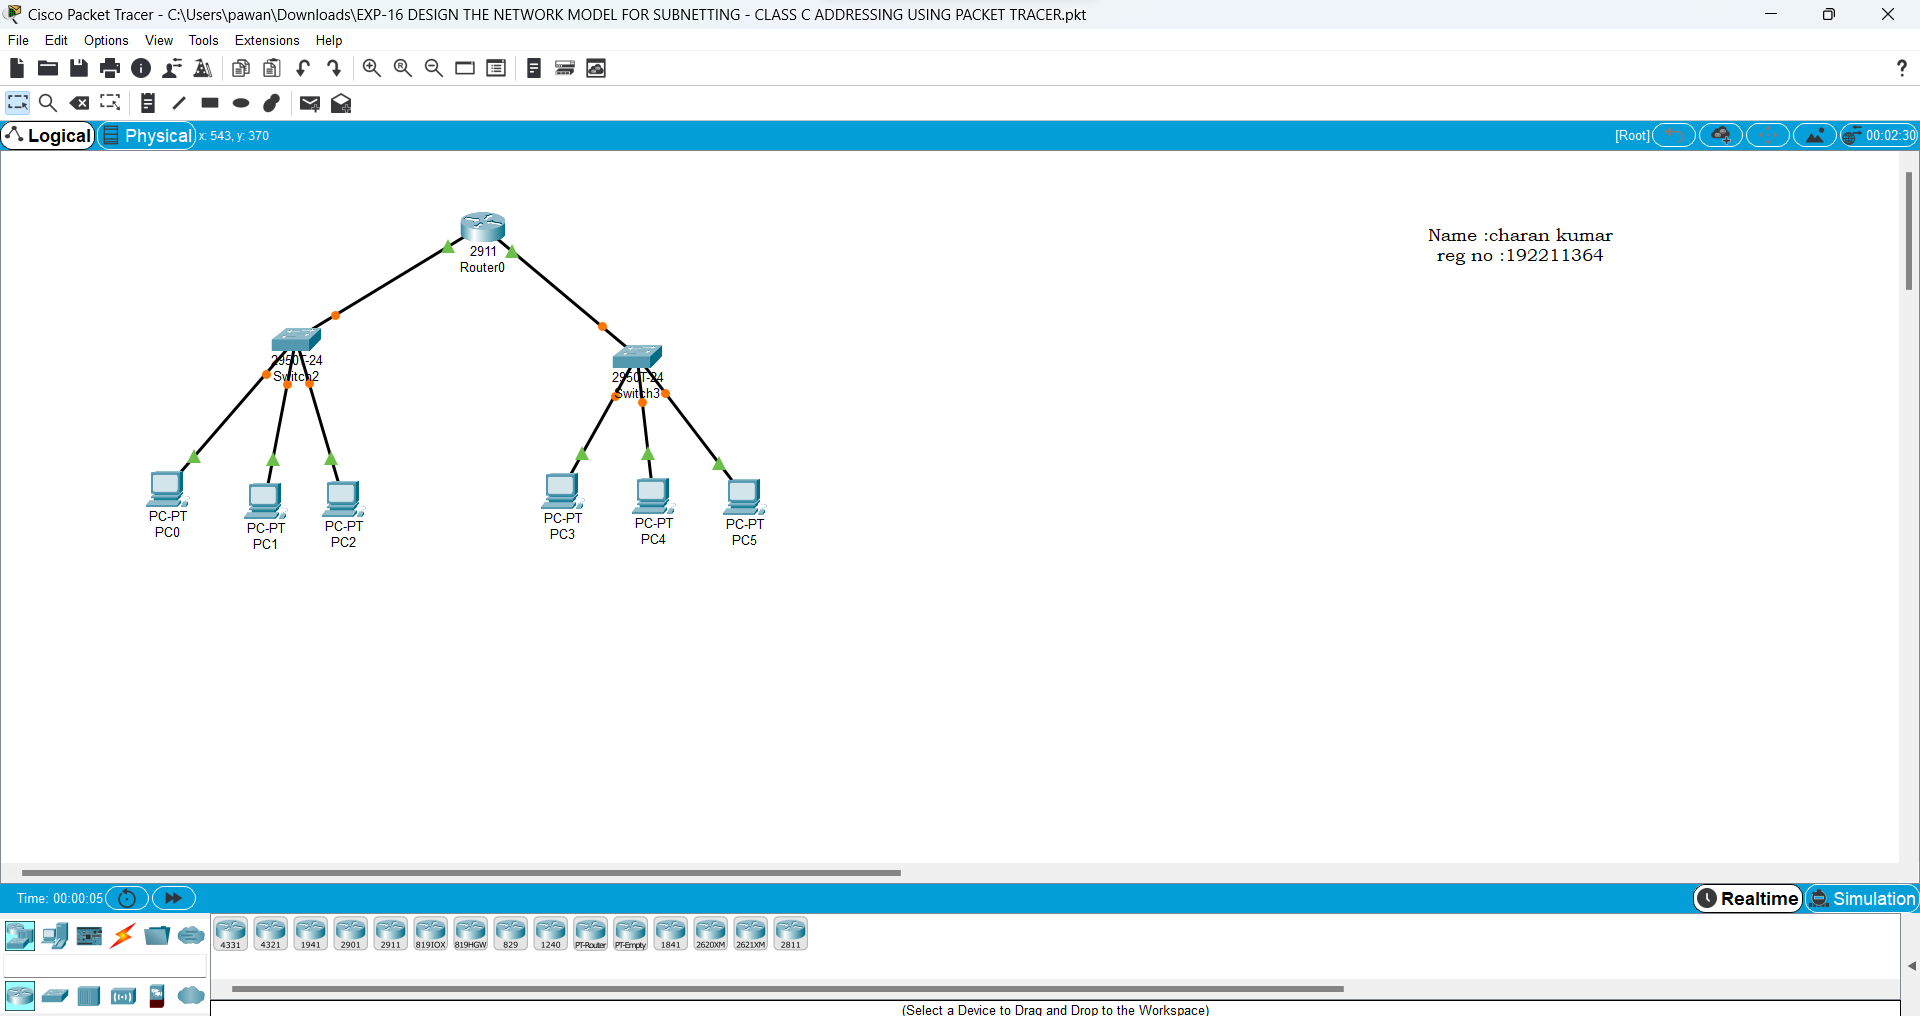 Cisco Packet Tracer - C:\Users\pawan\Downloads\EXP-16 DESIGN THE NETWORK MODEL FOR SUBNETTING - CLASS C ADDRESSING USING PACKET TRACER.pkt
File Edit Options View Tools Extensions Help
?
Logical Physical x: 543, y: 370 [Root] 00:02:30
Name :charan kumar
reg no :192211364
2911
Router0
2950T-24
Switch2
2950T-24
Switch3
PC-PT
PC0
PC-PT
PC1
PC-PT
PC2
PC-PT
PC3
PC-PT
PC4
PC-PT
PC5
Time: 00:00:05 Realtime Simulation
4331 4321 1941 2901 2911 819IOX 819HGW 829 1240 PT-Router PT-Empty 1841 2620XM 2621XM 2811
(Select a Device to Drag and Drop to the Workspace)